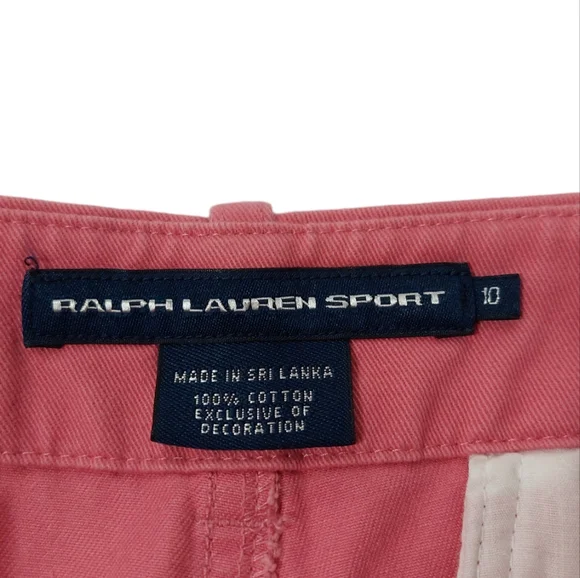 RALPH LAUREN SPORT
10
MADE IN SRI LANKA
100% COTTON
EXCLUSIVE OF
DECORATION